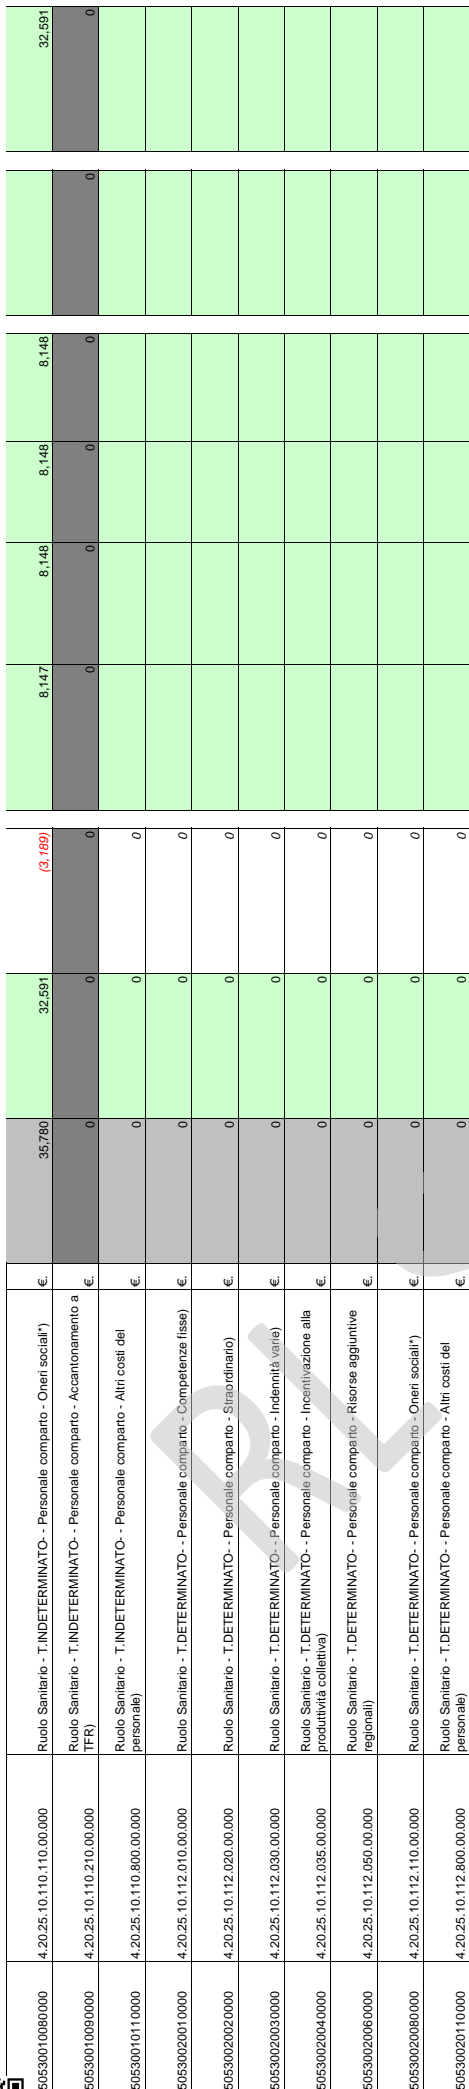 50530010080000 4.20.25.10.110.110.00.000 Ruolo Sanitario - T.INDETERMINATO- - Personale comparto - Oneri sociali*) €. 35,780 32,591 (3,189) 8,147 8,148 8,148 8,148 32,591
50530010090000 4.20.25.10.110.210.00.000 Ruolo Sanitario - T.INDETERMINATO- - Personale comparto - Accantonamento a
TFR) €. 0 0 0 0 0 0 0 0 0
50530010110000 4.20.25.10.110.800.00.000 Ruolo Sanitario - T.INDETERMINATO- - Personale comparto - Altri costi del
personale) €. 0 0 0
50530020010000 4.20.25.10.112.010.00.000 Ruolo Sanitario - T.DETERMINATO- - Personale comparto - Competenze fisse) €. 0 0 0
50530020020000 4.20.25.10.112.020.00.000 Ruolo Sanitario - T.DETERMINATO- - Personale comparto - Straordinario) €. 0 0 0
50530020030000 4.20.25.10.112.030.00.000 Ruolo Sanitario - T.DETERMINATO- - Personale comparto - Indennità varie) €. 0 0 0
50530020040000 4.20.25.10.112.035.00.000 Ruolo Sanitario - T.DETERMINATO- - Personale comparto - Incentivazione alla
produttività collettiva) €. 0 0 0
50530020060000 4.20.25.10.112.050.00.000 Ruolo Sanitario - T.DETERMINATO- - Personale comparto - Risorse aggiuntive
regionali) €. 0 0 0
50530020080000 4.20.25.10.112.110.00.000 Ruolo Sanitario - T.DETERMINATO- - Personale comparto - Oneri sociali*) €. 0 0 0
50530020110000 4.20.25.10.112.800.00.000 Ruolo Sanitario - T.DETERMINATO- - Personale comparto - Altri costi del
personale) €. 0 0 0